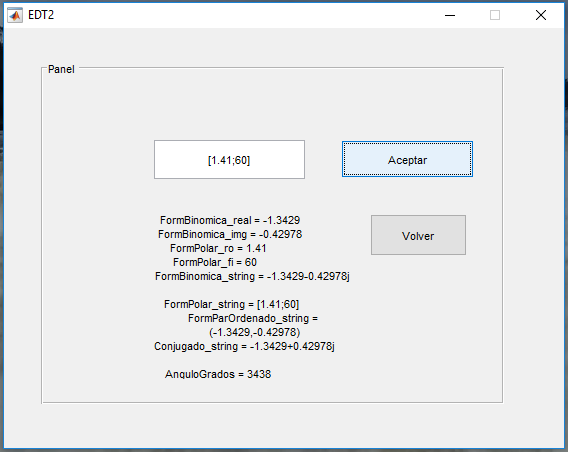 EDT2
Panel
[1.41;60]
Aceptar
FormBinomica_real = -1.3429
FormBinomica_img = -0.42978
FormPolar_ro = 1.41
FormPolar_fi = 60
FormBinomica_string = -1.3429-0.42978j
Volver
FormPolar_string = [1.41;60]
FormParOrdenado_string =
(-1.3429,-0.42978)
Conjugado_string = -1.3429+0.42978j
AnguloGrados = 3438